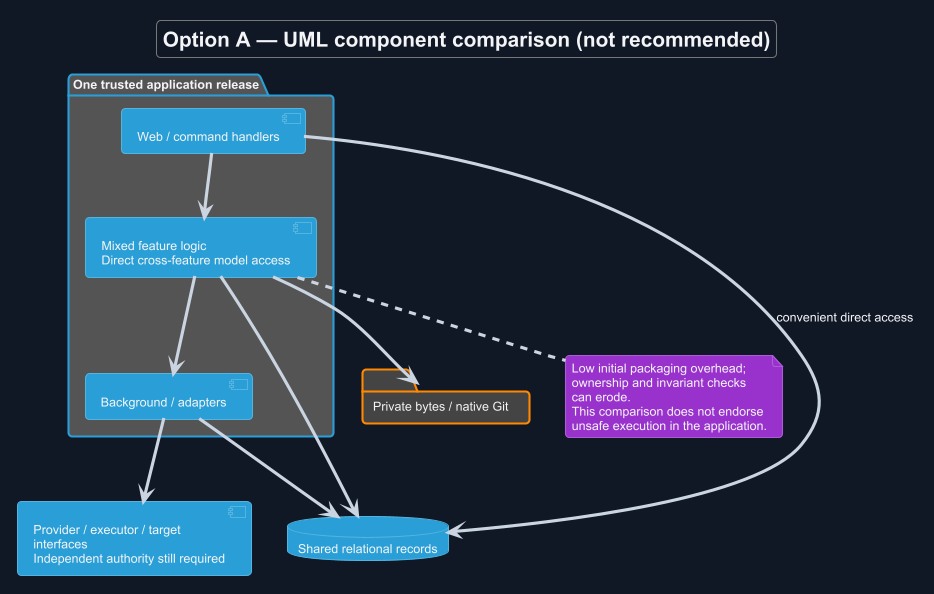 Option A — UML component comparison (not recommended)
One trusted application release
Web / command handlers
Mixed feature logic
Direct cross-feature model access
convenient direct access
Low initial packaging overhead;
ownership and invariant checks
can erode.
This comparison does not endorse
unsafe execution in the application.
Background / adapters
Private bytes / native Git
Provider / executor / target
interfaces
Independent authority still required
Shared relational records